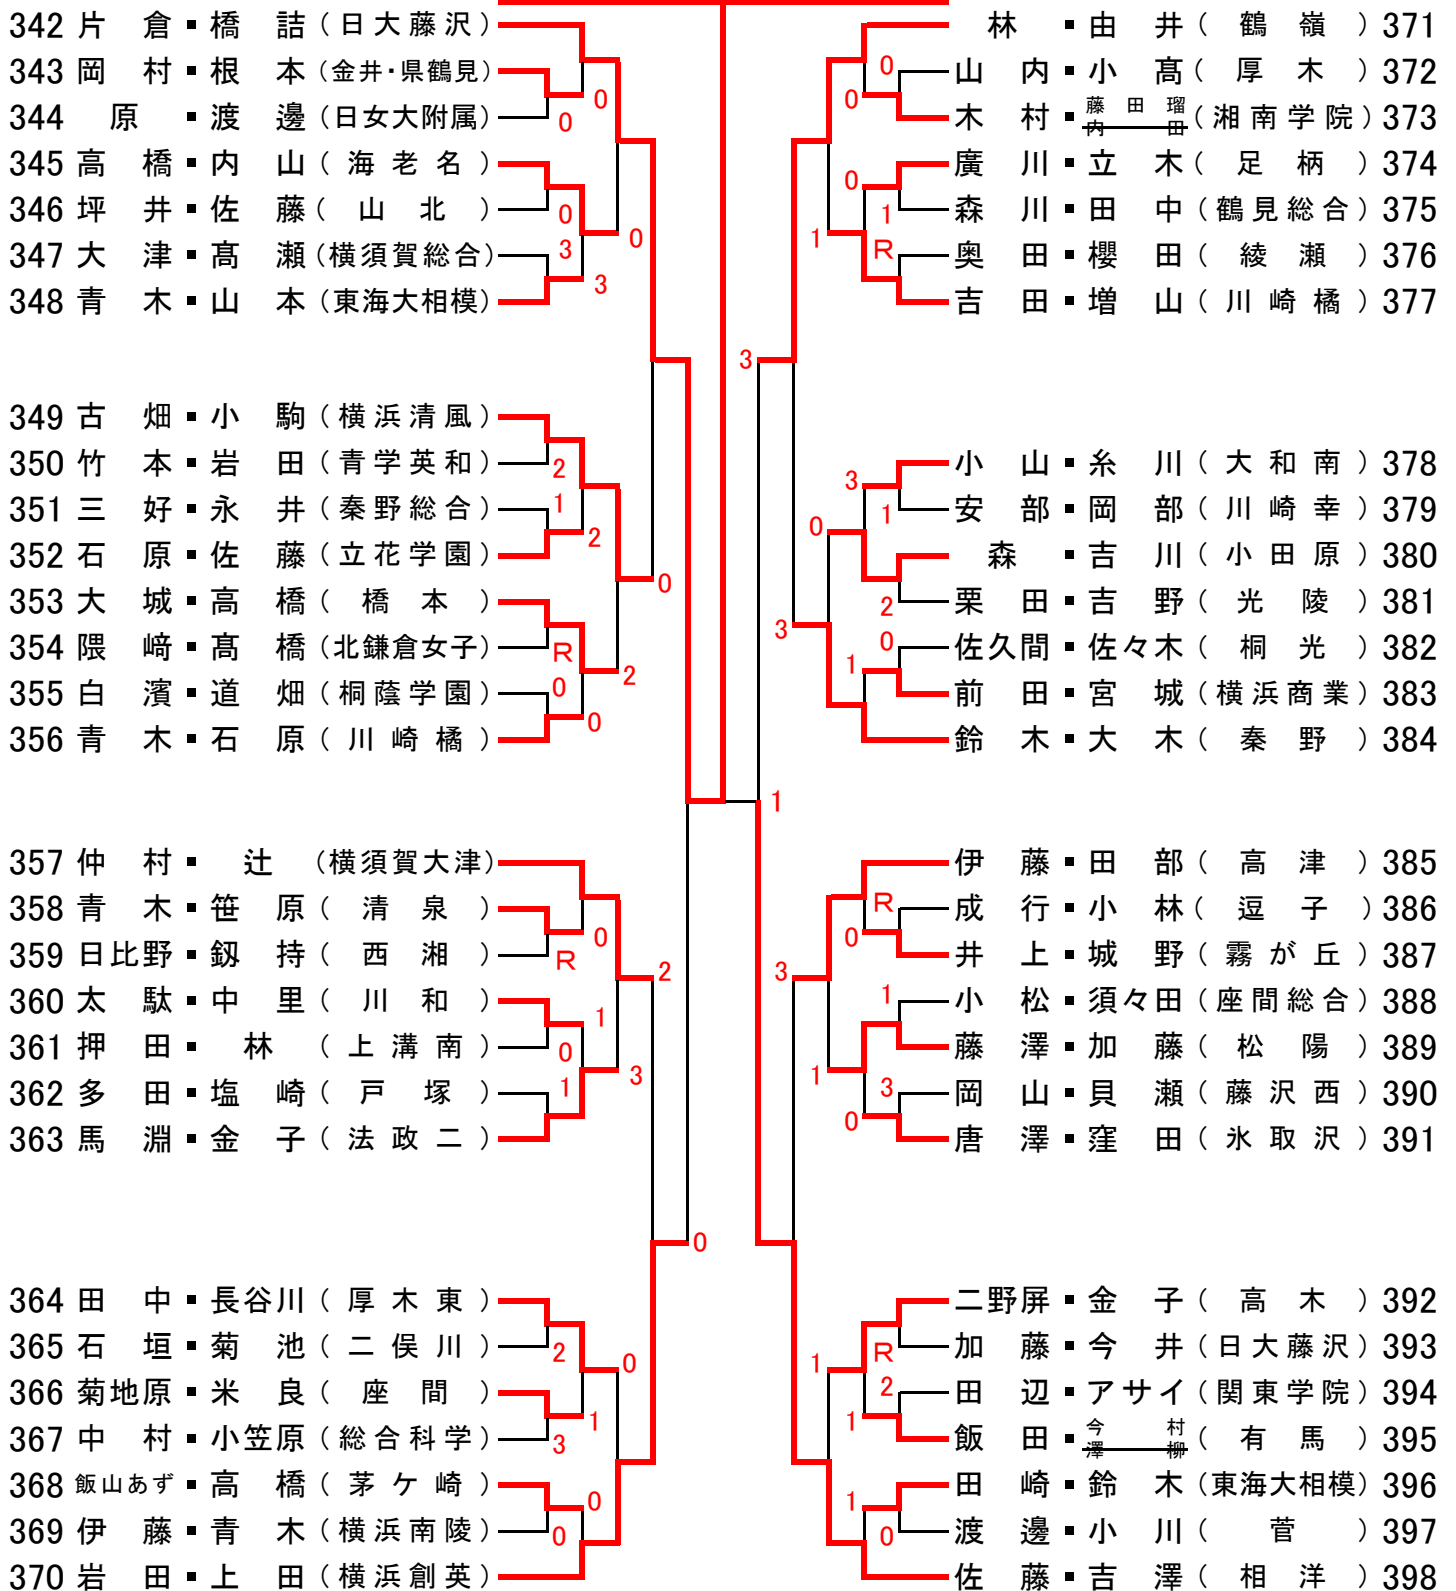 342 片倉・橋詰(日大藤沢)
343 岡村・根本(金井・県鶴見)
0
0
344 原・渡邊(日女大附属)
345 高橋・内山(海老名)
346 坪井・佐藤(山北)
0
0
347 大津・髙瀬(横須賀総合)
3
3
348 青木・山本(東海大相模)
349 古畑・小駒(横浜清風)
350 竹本・岩田(青学英和)
2
351 三好・永井(秦野総合)
1
2
352 石原・佐藤(立花学園)
0
353 大城・高橋(橋本)
354 隈﨑・髙橋(北鎌倉女子)
R
2
355 白濱・道畑(桐蔭学園)
0
0
356 青木・石原(川崎橘)
357 仲村・辻(横須賀大津)
358 青木・笹原(清泉)
0
359 日比野・釼持(西湘)
R
2
360 太駄・中里(川和)
1
361 押田・林(上溝南)
0
3
362 多田・塩崎(戸塚)
1
363 馬淵・金子(法政二)
0
364 田中・長谷川(厚木東)
365 石垣・菊池(二俣川)
2
0
366 菊地原・米良(座間)
1
367 中村・小笠原(総合科学)
3
368 飯山あず・高橋(茅ケ崎)
0
369 伊藤・青木(横浜南陵)
0
370 岩田・上田(横浜創英)
林・由井(鶴嶺)371
0
山内・小髙(厚木)372
0
木村・藤田瑠 内田(湘南学院)373
廣川・立木(足柄)374
0
1
森川・田中(鶴見総合)375
1
R
奥田・櫻田(綾瀬)376
吉田・増山(川崎橘)377
3
小山・糸川(大和南)378
3
1
安部・岡部(川崎幸)379
0
森・吉川(小田原)380
2
栗田・吉野(光陵)381
3
0
佐久間・佐々木(桐光)382
1
前田・宮城(横浜商業)383
鈴木・大木(秦野)384
1
伊藤・田部(高津)385
R
成行・小林(逗子)386
0
井上・城野(霧が丘)387
3
1
小松・須々田(座間総合)388
藤澤・加藤(松陽)389
1
3
岡山・貝瀬(藤沢西)390
0
唐澤・窪田(氷取沢)391
二野屏・金子(高木)392
1
R
加藤・今井(日大藤沢)393
2
田辺・アサイ(関東学院)394
1
飯田・今村 澤柳(有馬)395
田崎・鈴木(東海大相模)396
1
0
渡邊・小川(菅)397
佐藤・吉澤(相洋)398